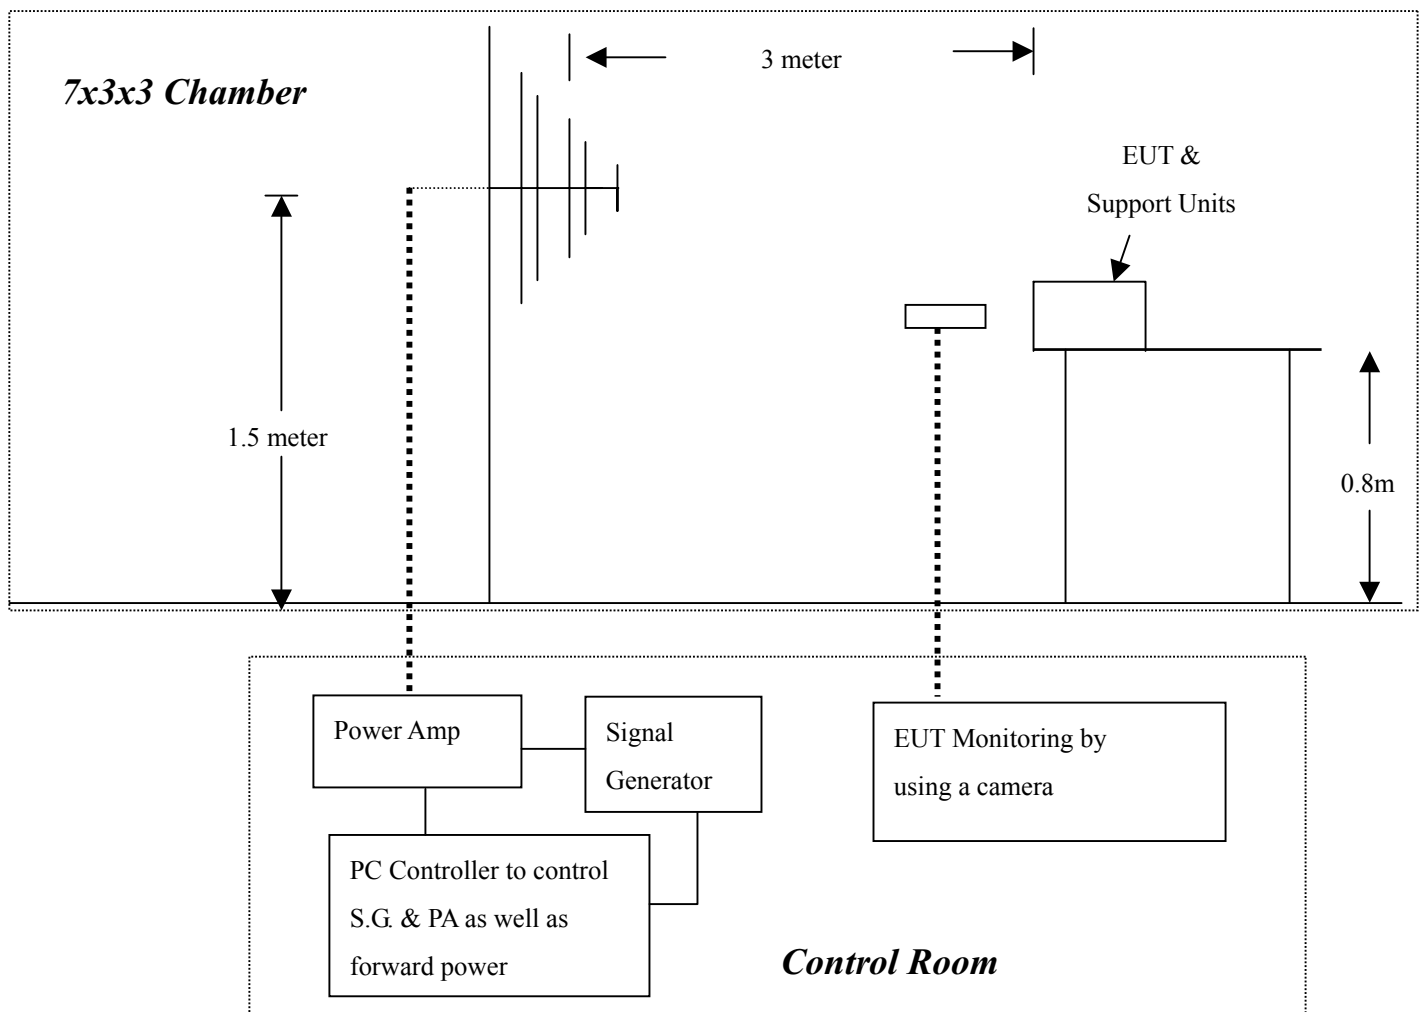 7x3x3 Chamber
3 meter
EUT &
Support Units
1.5 meter
0.8m
Power Amp
Signal
Generator
EUT Monitoring by
using a camera
PC Controller to control
S.G. & PA as well as
forward power
Control Room